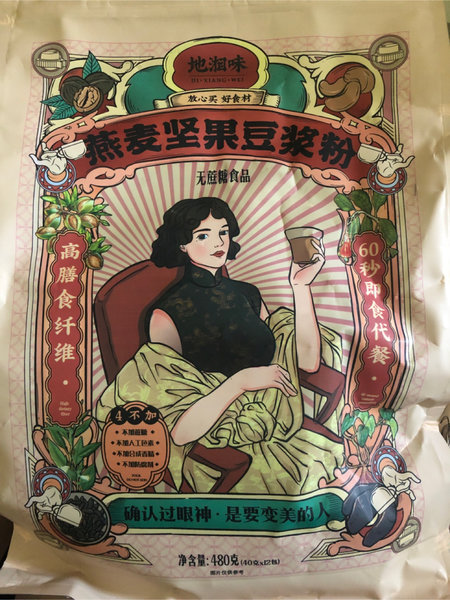 地润味
DI·XIANG·WEI
放心买 好食材
燕麦坚果豆浆粉
无蔗糖食品
高膳食纤维
High
dietary
fiber
60秒即食代餐
4不加
•不加蔗糖
•不加人工色素
•不加合成香精
•不加防腐剂
确认过眼神·是要变美的人
净含量:480克(40克x12包)
图片仅供参考